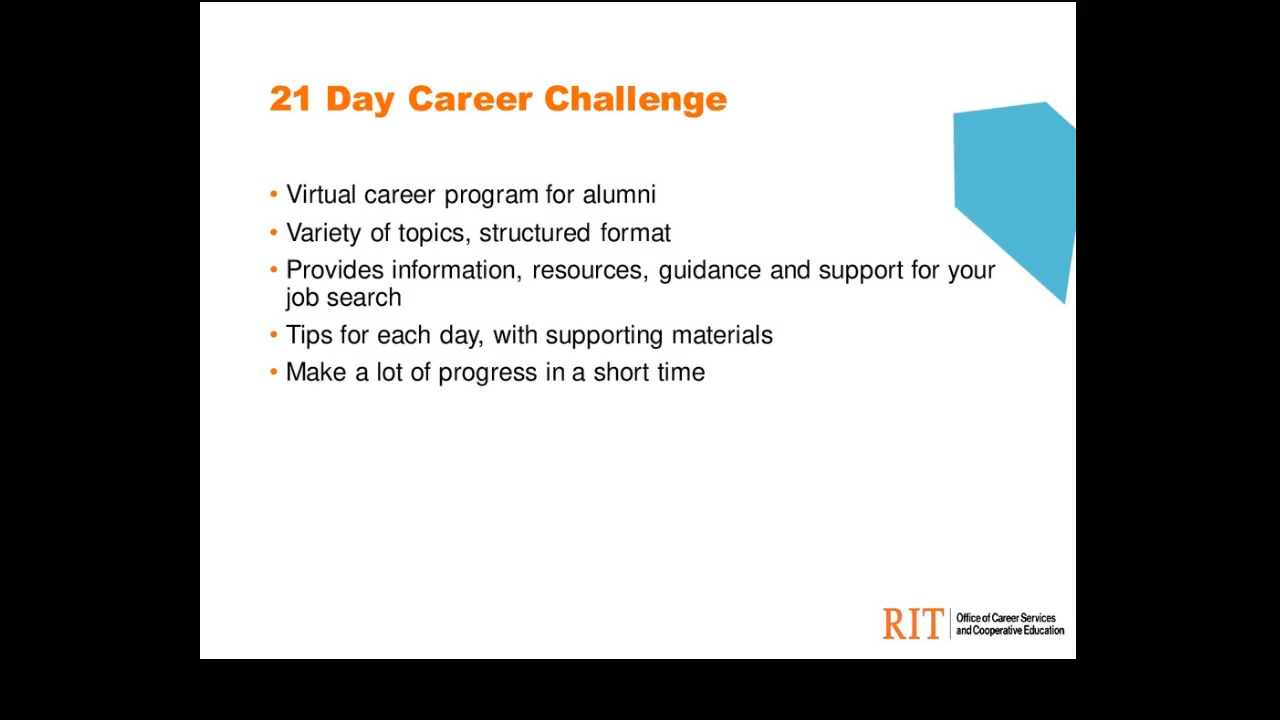 21 Day Career Challenge
• Virtual career program for alumni
• Variety of topics, structured format
• Provides information, resources, guidance and support for your
job search
• Tips for each day, with supporting materials
• Make a lot of progress in a short time
RIT
Office of Career Services
and Cooperative Education